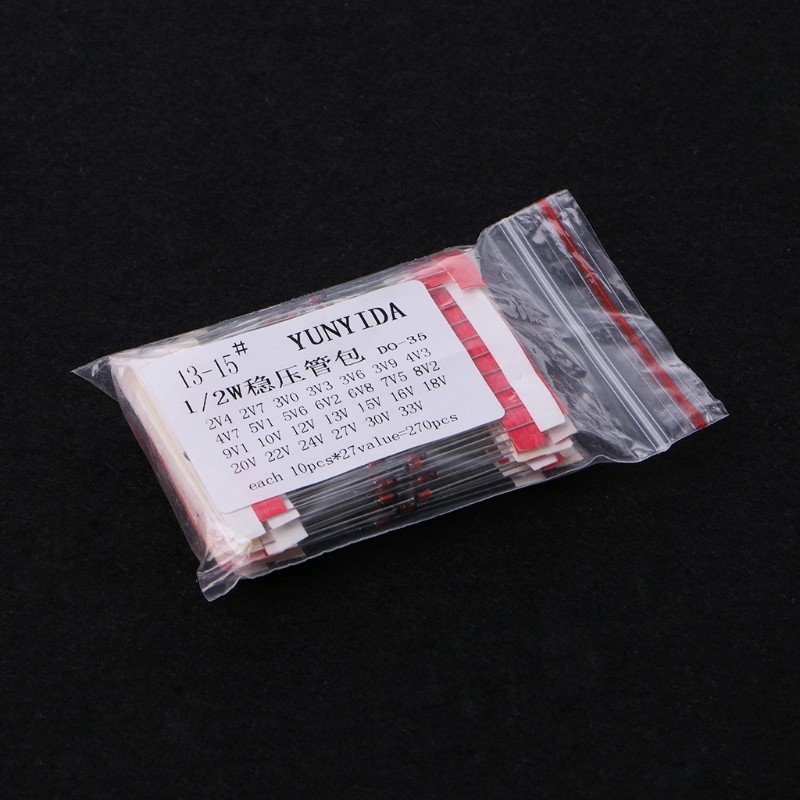 13-15# YUNYIDA
1/2W稳压管包 DO-35
2V4 2V7 3V0 3V3 3V6 3V9 4V3
4V7 5V1 5V6 6V2 6V8 7V5 8V2
9V1 10V 12V 13V 15V 16V 18V
20V 22V 24V 27V 30V 33V
each 10pcs*27value=270pcs